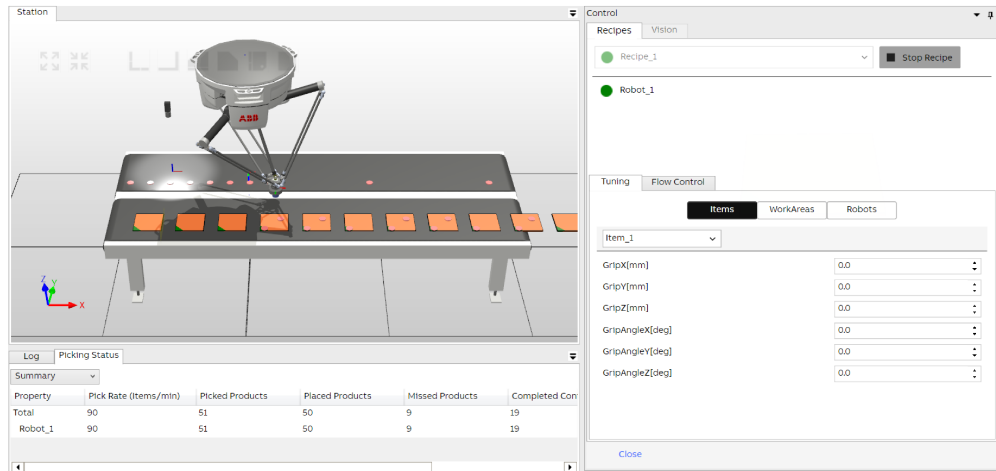 Station
ABB
Z
Y
X
Log
Picking Status
Summary
Property Pick Rate (items/min) Picked Products Placed Products Missed Products Completed Con
Total 90 51 50 9 19
Robot_1 90 51 50 9 19
Control
Recipes Vision
Recipe_1
Stop Recipe
Robot_1
Tuning Flow Control
Items WorkAreas Robots
Item_1
GripX[mm] 0.0
GripY[mm] 0.0
GripZ[mm] 0.0
GripAngleX[deg] 0.0
GripAngleY[deg] 0.0
GripAngleZ[deg] 0.0
Close